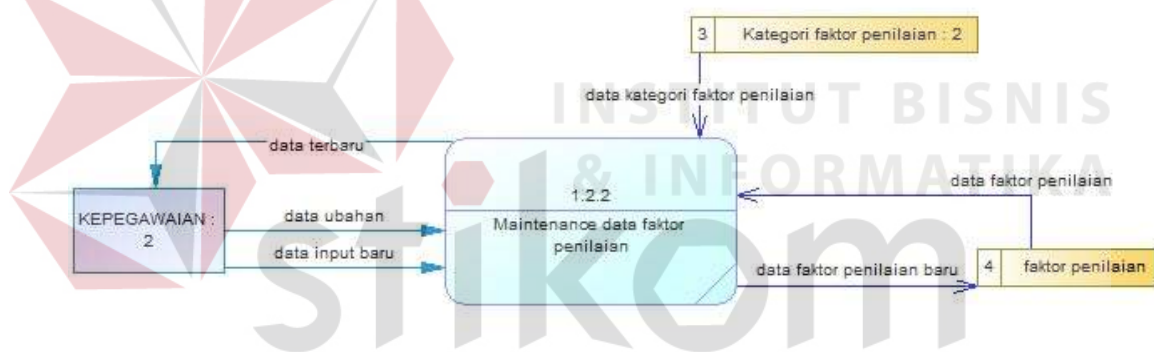 3 Kategori faktor penilaian : 2
INSTITUT BISNIS
data kategori faktor penilaian
& INFORMATIKA
data terbaru
1.2.2
data faktor penilaian
KEPEGAWAIAN :
2
data ubahan
Maintenance data faktor
penilaian
data input baru
data faktor penilaian baru
4 faktor penilaian
stikom